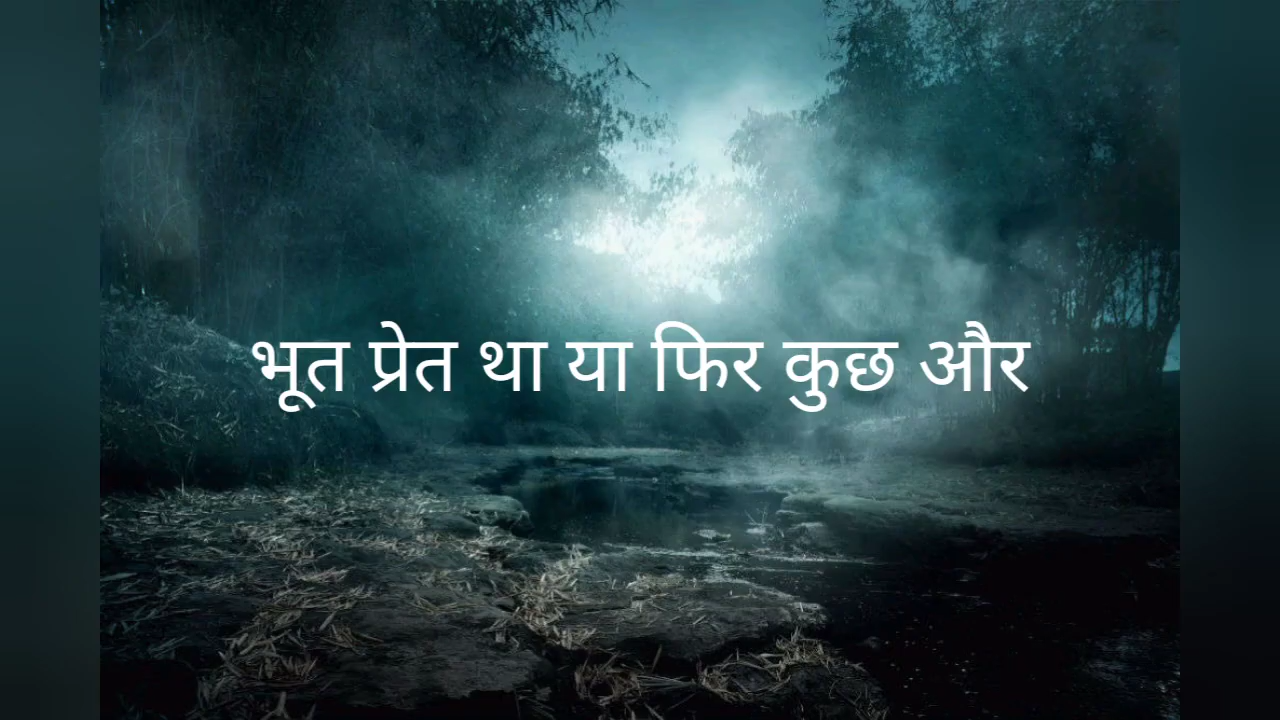 भूत प्रेत था या फिर कुछ और